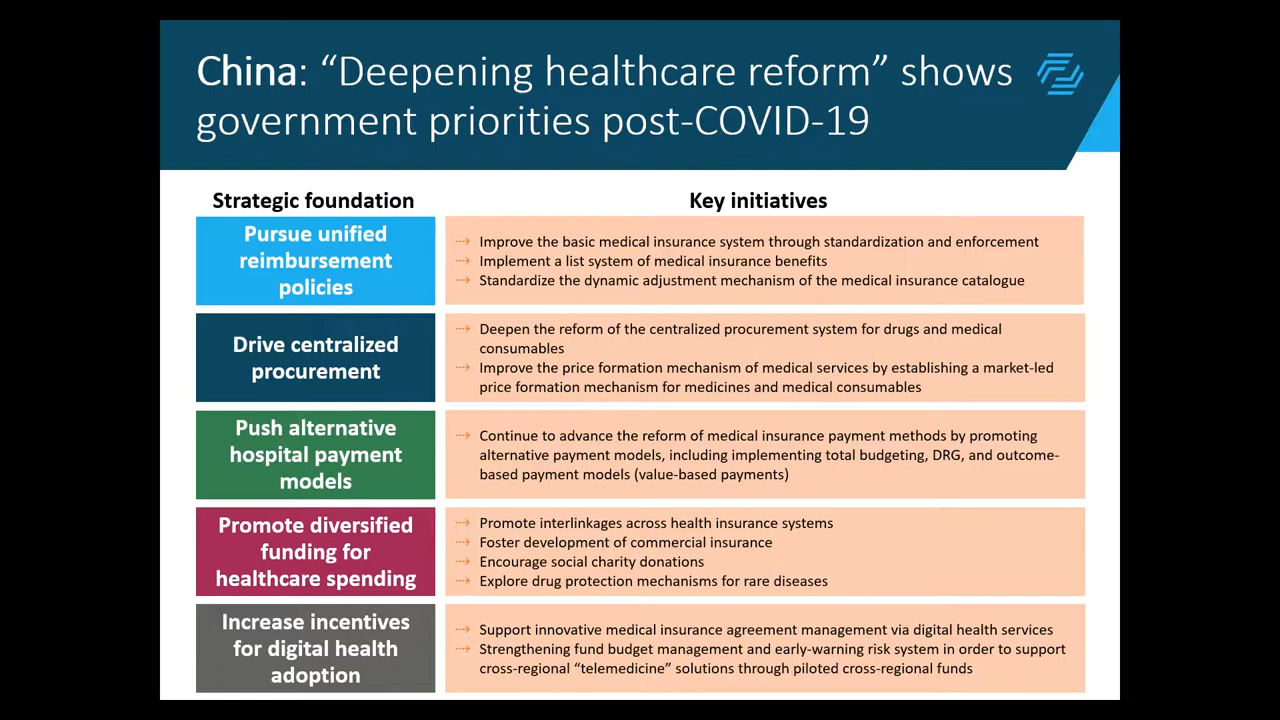 China: “Deepening healthcare reform” shows
government priorities post-COVID-19
Strategic foundation
Key initiatives
Pursue unified
reimbursement
policies
⇢ Improve the basic medical insurance system through standardization and enforcement
⇢ Implement a list system of medical insurance benefits
⇢ Standardize the dynamic adjustment mechanism of the medical insurance catalogue
Drive centralized
procurement
⇢ Deepen the reform of the centralized procurement system for drugs and medical
consumables
⇢ Improve the price formation mechanism of medical services by establishing a market-led
price formation mechanism for medicines and medical consumables
Push alternative
hospital payment
models
⇢ Continue to advance the reform of medical insurance payment methods by promoting
alternative payment models, including implementing total budgeting, DRG, and outcome-
based payment models (value-based payments)
Promote diversified
funding for
healthcare spending
⇢ Promote interlinkages across health insurance systems
⇢ Foster development of commercial insurance
⇢ Encourage social charity donations
⇢ Explore drug protection mechanisms for rare diseases
Increase incentives
for digital health
adoption
⇢ Support innovative medical insurance agreement management via digital health services
⇢ Strengthening fund budget management and early-warning risk system in order to support
cross-regional “telemedicine” solutions through piloted cross-regional funds